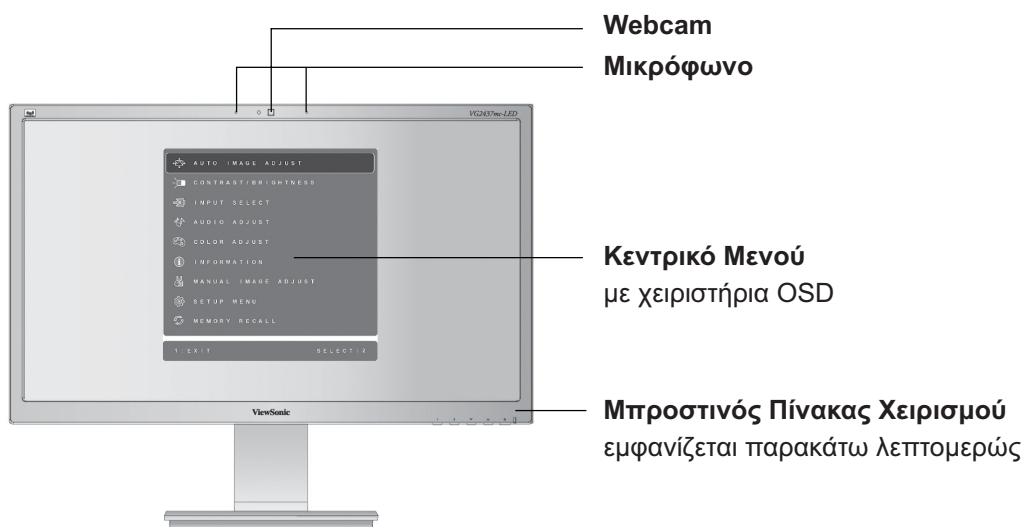 Webcam
Μικρόφωνο
VG2437mc-LED
AUTO IMAGE ADJUST
CONTRAST/BRIGHTNESS
INPUT SELECT
AUDIO ADJUST
COLOR ADJUST
INFORMATION
MANUAL IMAGE ADJUST
SETUP MENU
MEMORY RECALL
1:EXIT SELECT:2
Κεντρικό Μενού
με χειριστήρια OSD
ViewSonic
Μπροστινός Πίνακας Χειρισμού
εμφανίζεται παρακάτω λεπτομερώς